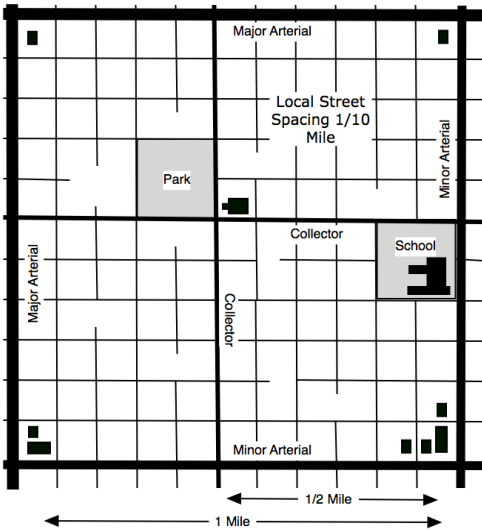 Major Arterial
Local Street
Spacing 1/10
Mile
Minor Arterial
Park
Collector
School
Major Arterial
Collector
Minor Arterial
1/2 Mile
1 Mile